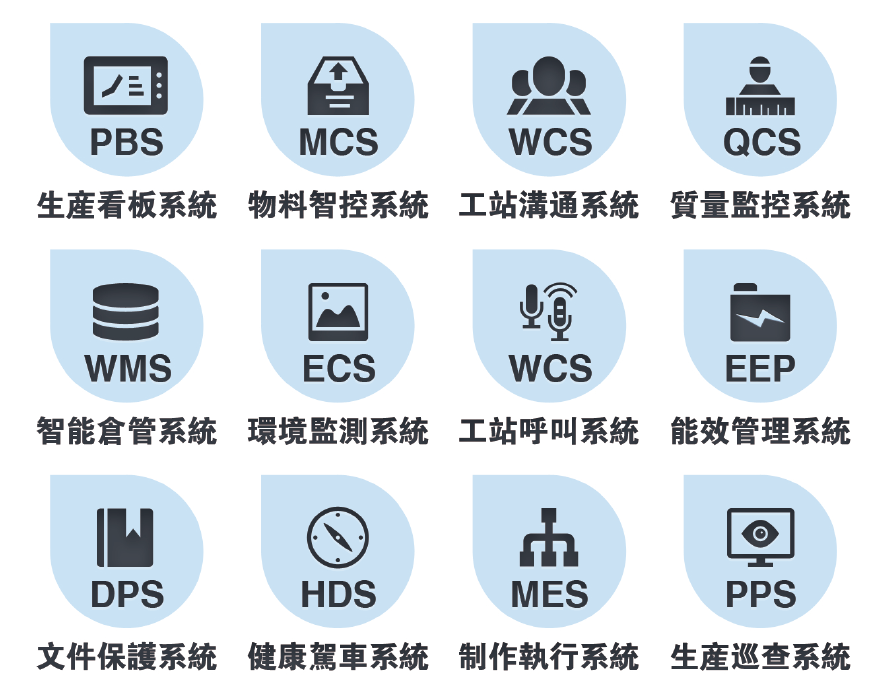 PBS
生産看板系統
MCS
物料智控系統
WCS
工站溝通系統
QCS
質量監控系統
WMS
智能倉管系統
ECS
環境監測系統
WCS
工站呼叫系統
EEP
能效管理系統
DPS
文件保護系統
HDS
健康駕車系統
MES
制作執行系統
PPS
生産巡查系統